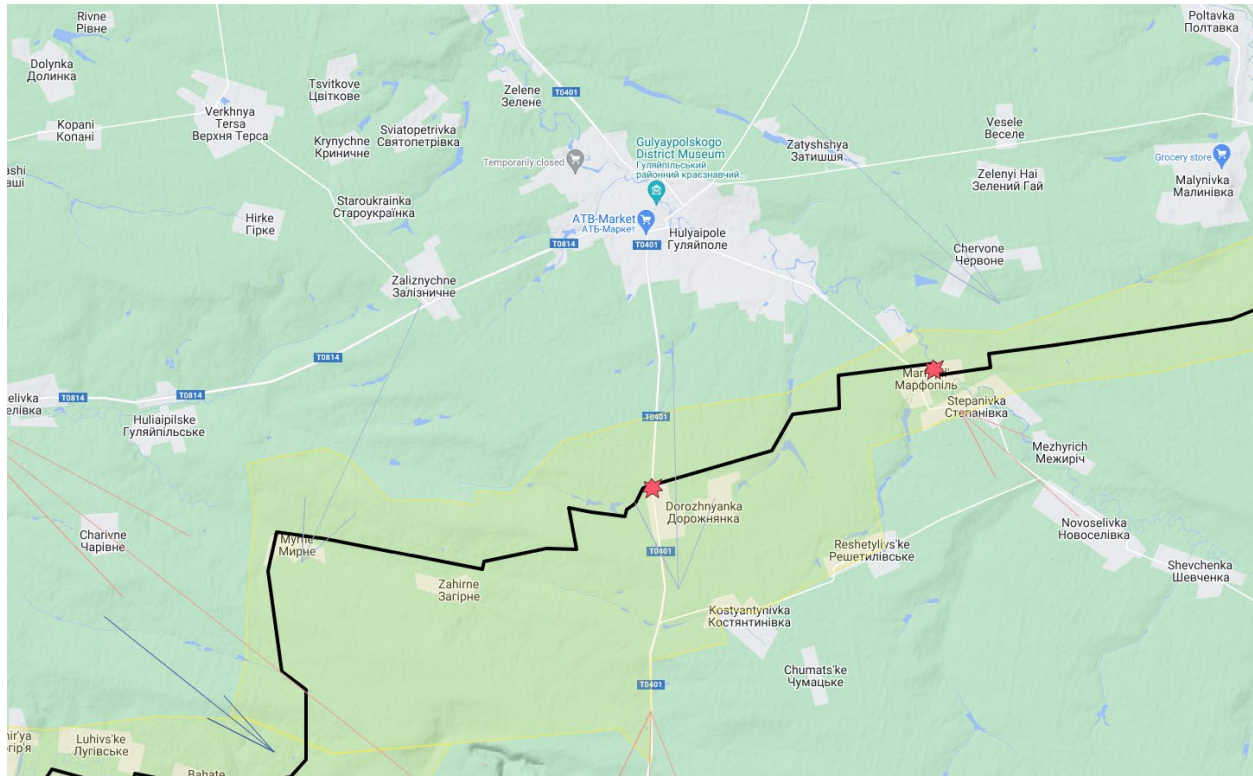 Rivne
Рівне
Poltavka
Полтавка
Dolynka
Долинка
Tsvitkove
Цвіткове
Zelene
Зелене
T0401
Verkhnya
Tersa
Верхня Терса
Kopani
Копані
Krynychne
Криничне
Sviatopetrivka
Святопетрівка
Temporarily closed
Gulyaypolskogo
District Museum
Гуляйпільський
районний краєзнавчий...
Zatyshshya
Затишшя
Vesele
Веселе
Grocery store
Malynivka
Малинівка
Zelenyi Hai
Зелений Гай
Staroukrainka
Староукраїнка
Hirke
Гірке
ATB-Market
АТБ-Маркет
Hulyaipole
Гуляйполе
T0814
T0401
Chervone
Червоне
Zaliznychne
Залізничне
T0814
Марфопіль
Stepanivka
Степанівка
T0814
T0814
Huliaipilske
Гуляйпільське
T0401
Mezhyrich
Межиріч
Dorozhnyanka
Дорожнянка
Novoselivka
Новоселівка
Charivne
Чарівне
Myrne
Мирне
T0401
Reshetylivs'ke
Решетилівське
Shevchenka
Шевченка
Zahirne
Загірне
Kostyantynivka
Костянтинівка
Chumats'ke
Чумацьке
T0401
Luhivs'ke
Лугівське
Bahate